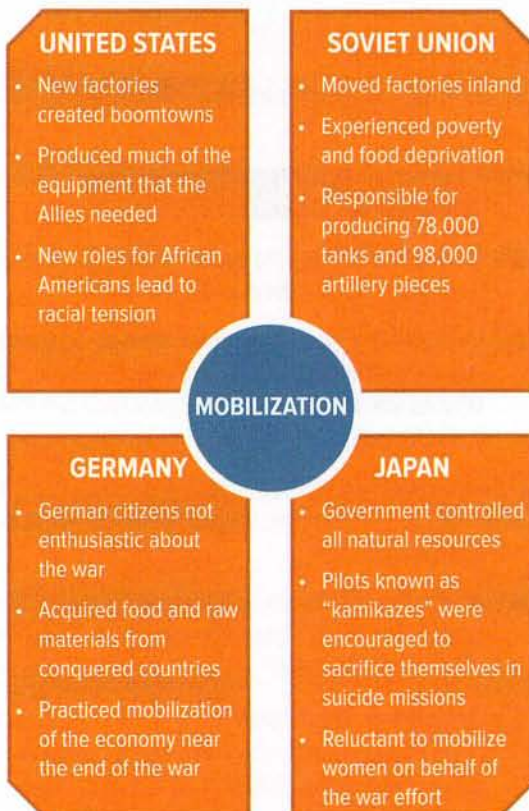 UNITED STATES
• New factories
created boomtowns
• Produced much of the
equipment that the
Allies needed
• New roles for African
Americans lead to
racial tension
SOVIET UNION
• Moved factories inland
• Experienced poverty
and food deprivation
• Responsible for
producing 78,000
tanks and 98,000
artillery pieces
MOBILIZATION
GERMANY
• German citizens not
enthusiastic about
the war
• Acquired food and raw
materials from
conquered countries
• Practiced mobilization
of the economy near
the end of the war
JAPAN
• Government controlled
all natural resources
• Pilots known as
“kamikazes” were
encouraged to
sacrifice themselves in
suicide missions
• Reluctant to mobilize
women on behalf of
the war effort